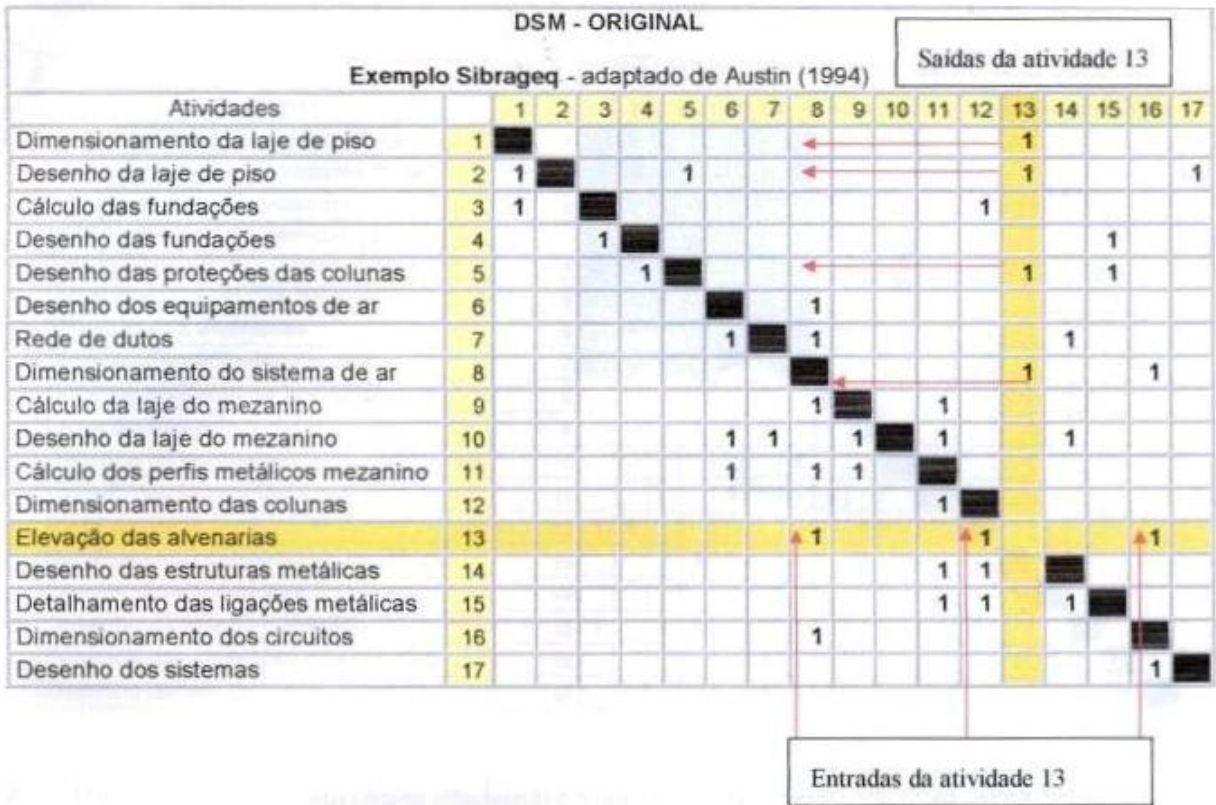 DSM - ORIGINAL
Saídas da atividade 13
Exemplo Sibrageq - adaptado de Austin (1994)
Atividades 1 2 3 4 5 6 7 8 9 10 11 12 13 14 15 16 17
Dimensionamento da laje de piso 1 1
Desenho da laje de piso 2 1 1 1 1
Cálculo das fundações 3 1 1
Desenho das fundações 4 1 1
Desenho das proteções das colunas 5 1 1 1
Desenho dos equipamentos de ar 6 1
Rede de dutos 7 1 1 1
Dimensionamento do sistema de ar 8 1 1
Cálculo da laje do mezanino 9 1 1
Desenho da laje do mezanino 10 1 1 1 1 1
Cálculo dos perfis metálicos mezanino 11 1 1 1
Dimensionamento das colunas 12 1
Elevação das alvenarias 13 1 1 1
Desenho das estruturas metálicas 14 1 1
Detalhamento das ligações metálicas 15 1 1 1
Dimensionamento dos circuitos 16 1
Desenho dos sistemas 17 1
Entradas da atividade 13